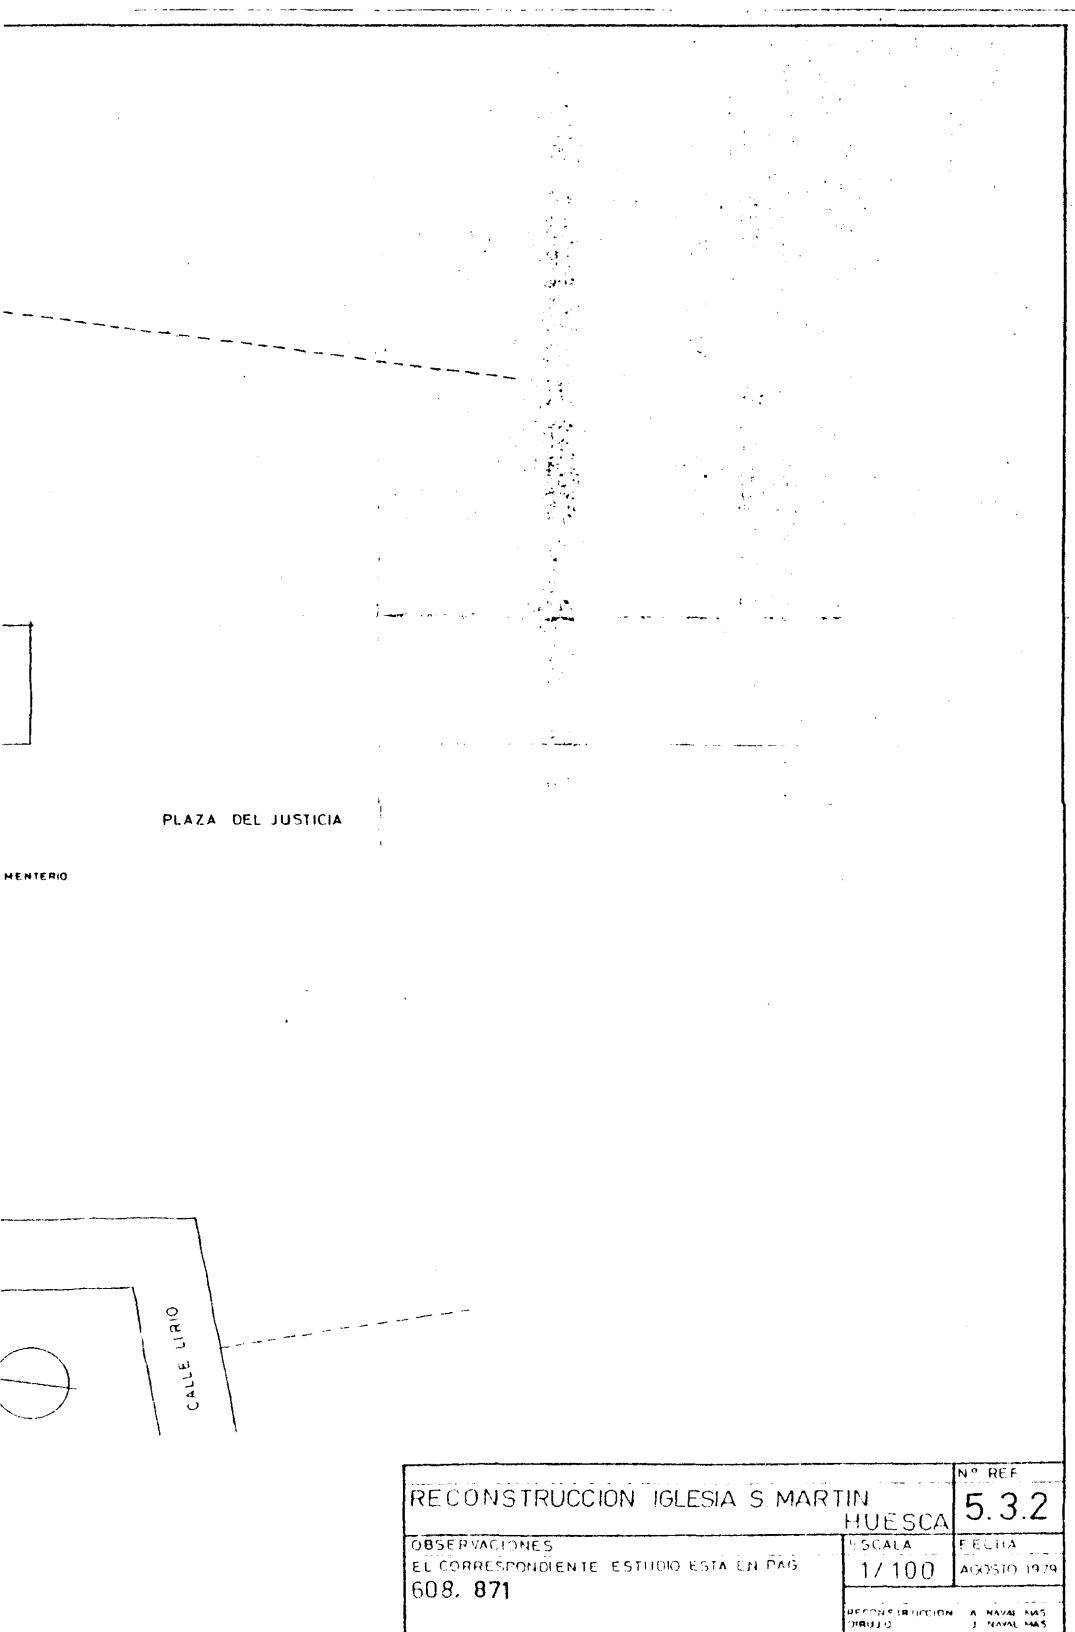 PLAZA DEL JUSTICIA
MENTERIO
CALLE LIRIO
RECONSTRUCCION IGLESIA S MARTIN
HUESCA
Nº REF.
5.3.2
OBSERVACIONES
EL CORRESPONDIENTE ESTUDIO ESTA EN PAG
608, 871
ESCALA
1/100
FECHA
AGOSTO 1979
RECONSTRUCCION A. NAVAL MAS
DIBUJO J. NAVAL MAS